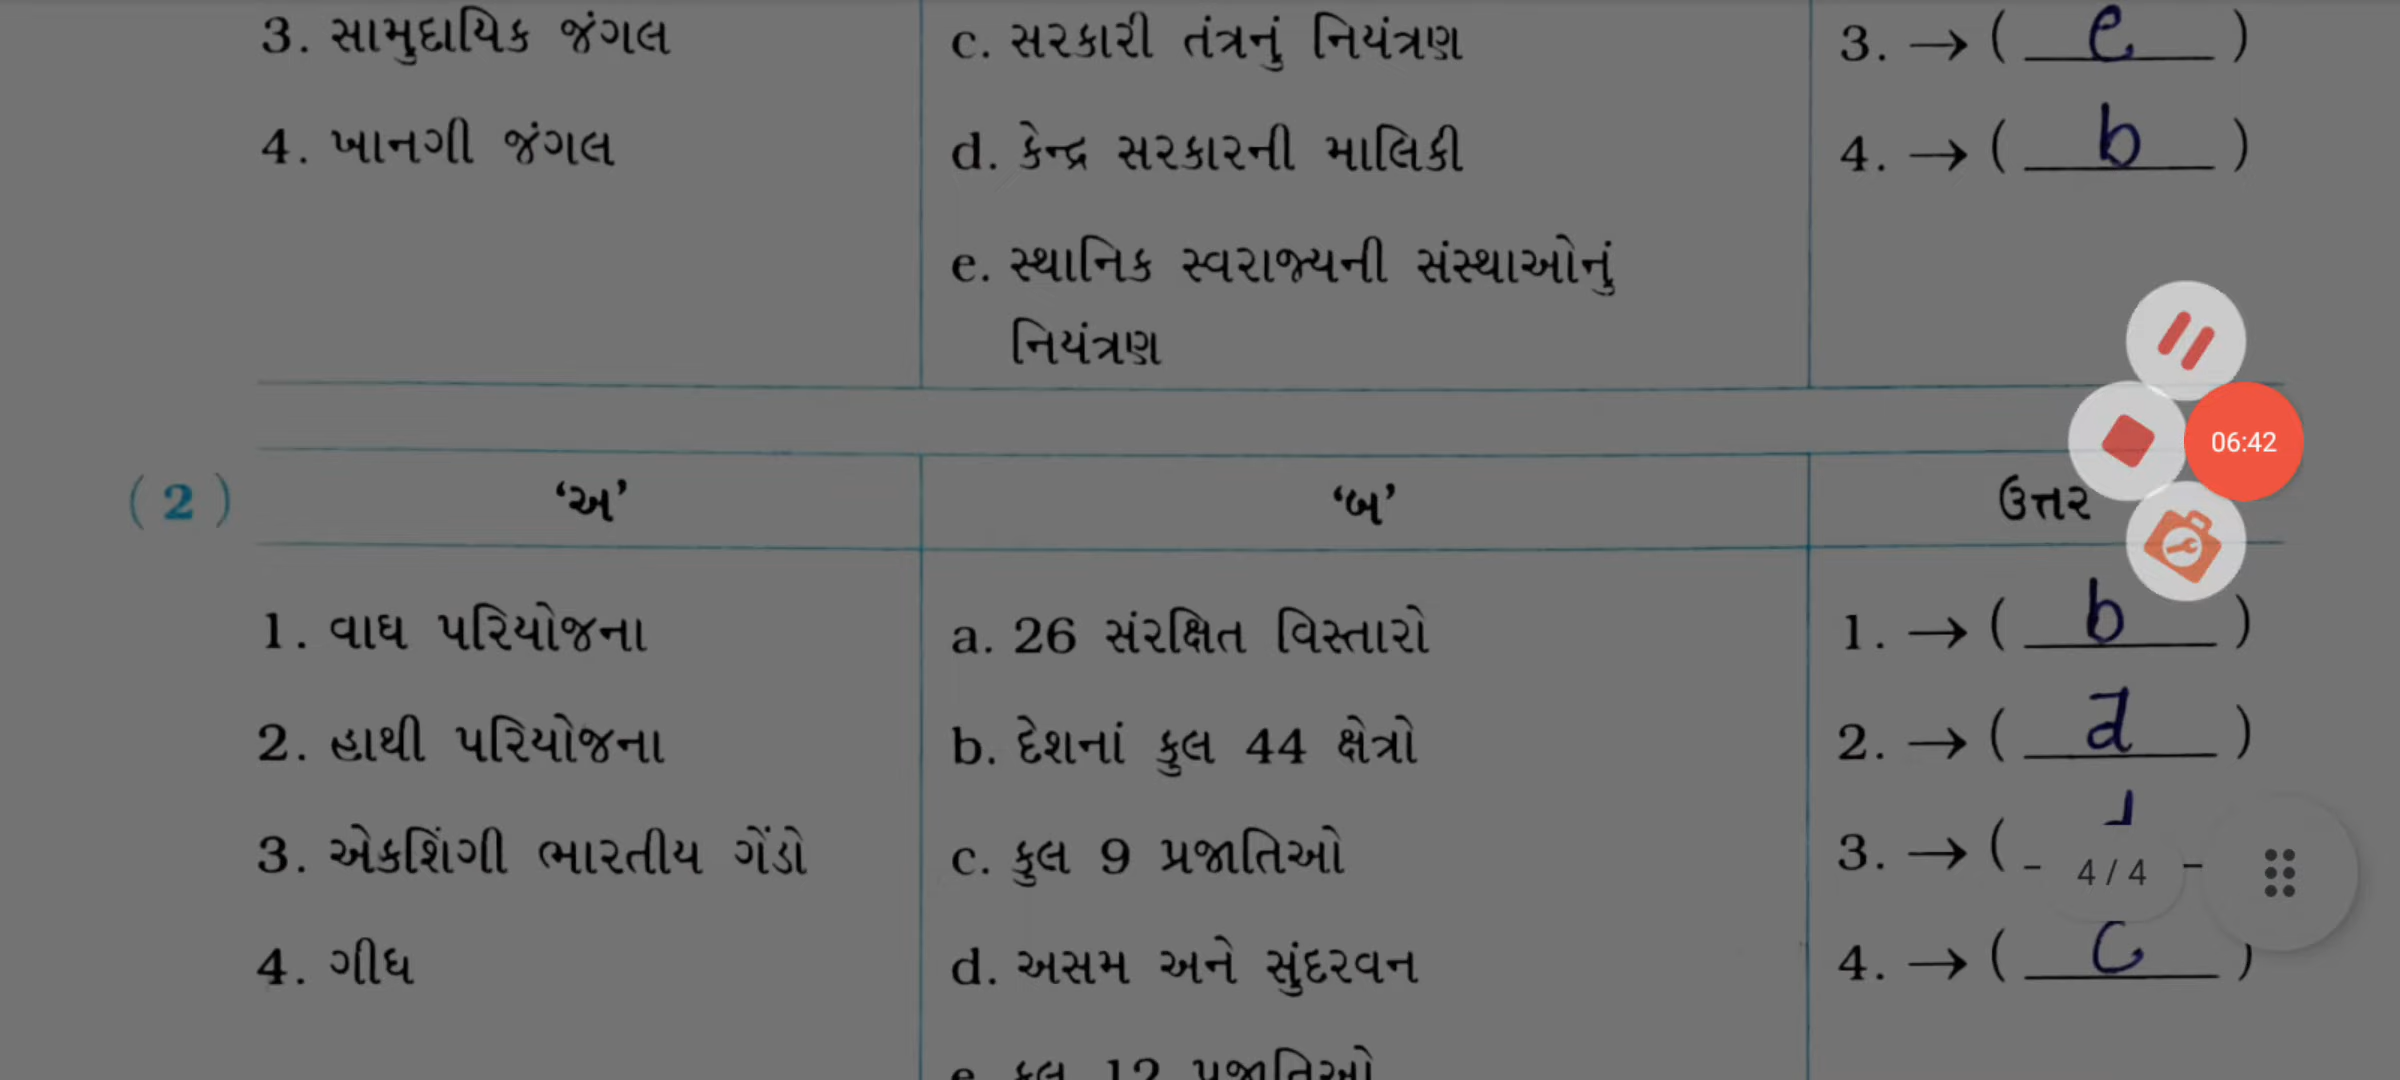 3. સામુદાયિક જંગલ c. સરકારી તંત્રનું નિયંત્રણ 3. → ( e )
4. ખાનગી જંગલ d. કેન્દ્ર સરકારની માલિકી 4. → ( b )
e. સ્થાનિક સ્વરાજ્યની સંસ્થાઓનું
નિયંત્રણ
06:42
( 2 ) ‘અ’ ‘બ’ ઉત્તર
1. વાઘ પરિયોજના a. 26 સંરક્ષિત વિસ્તારો 1. → ( b )
2. હાથી પરિયોજના b. દેશનાં કુલ 44 ક્ષેત્રો 2. → ( a )
3. એકશિંગી ભારતીય ગેંડો c. કુલ 9 પ્રજાતિઓ 3. → (
4 / 4
4. ગીધ d. અસમ અને સુંદરવન 4. → ( c )
e. કુલ 12 પ્રજાતિઓ